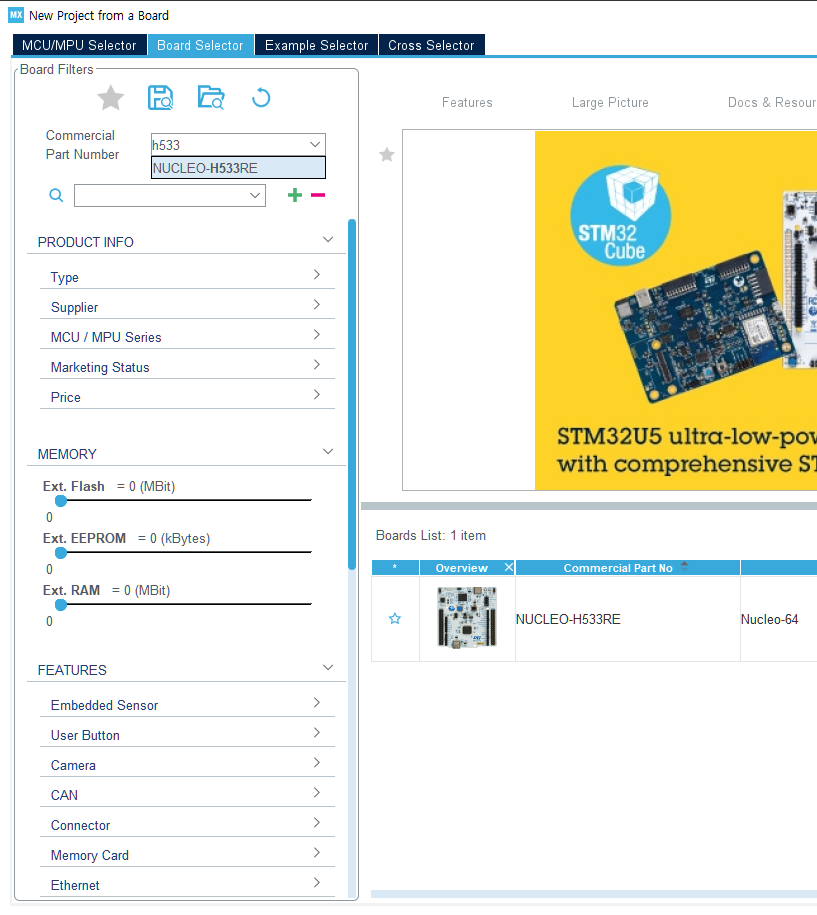 MX New Project from a Board
MCU/MPU Selector Board Selector Example Selector Cross Selector
Board Filters
Commercial
Part Number
h533
NUCLEO-H533RE
PRODUCT INFO
Type
Supplier
MCU / MPU Series
Marketing Status
Price
MEMORY
Ext. Flash = 0 (MBit)
0
Ext. EEPROM = 0 (kBytes)
0
Ext. RAM = 0 (MBit)
0
FEATURES
Embedded Sensor
User Button
Camera
CAN
Connector
Memory Card
Ethernet
Features Large Picture Docs & Resour
STM32
Cube
STM32U5 ultra-low-pow
with comprehensive ST
Boards List: 1 item
* Overview Commercial Part No
NUCLEO-H533RE Nucleo-64